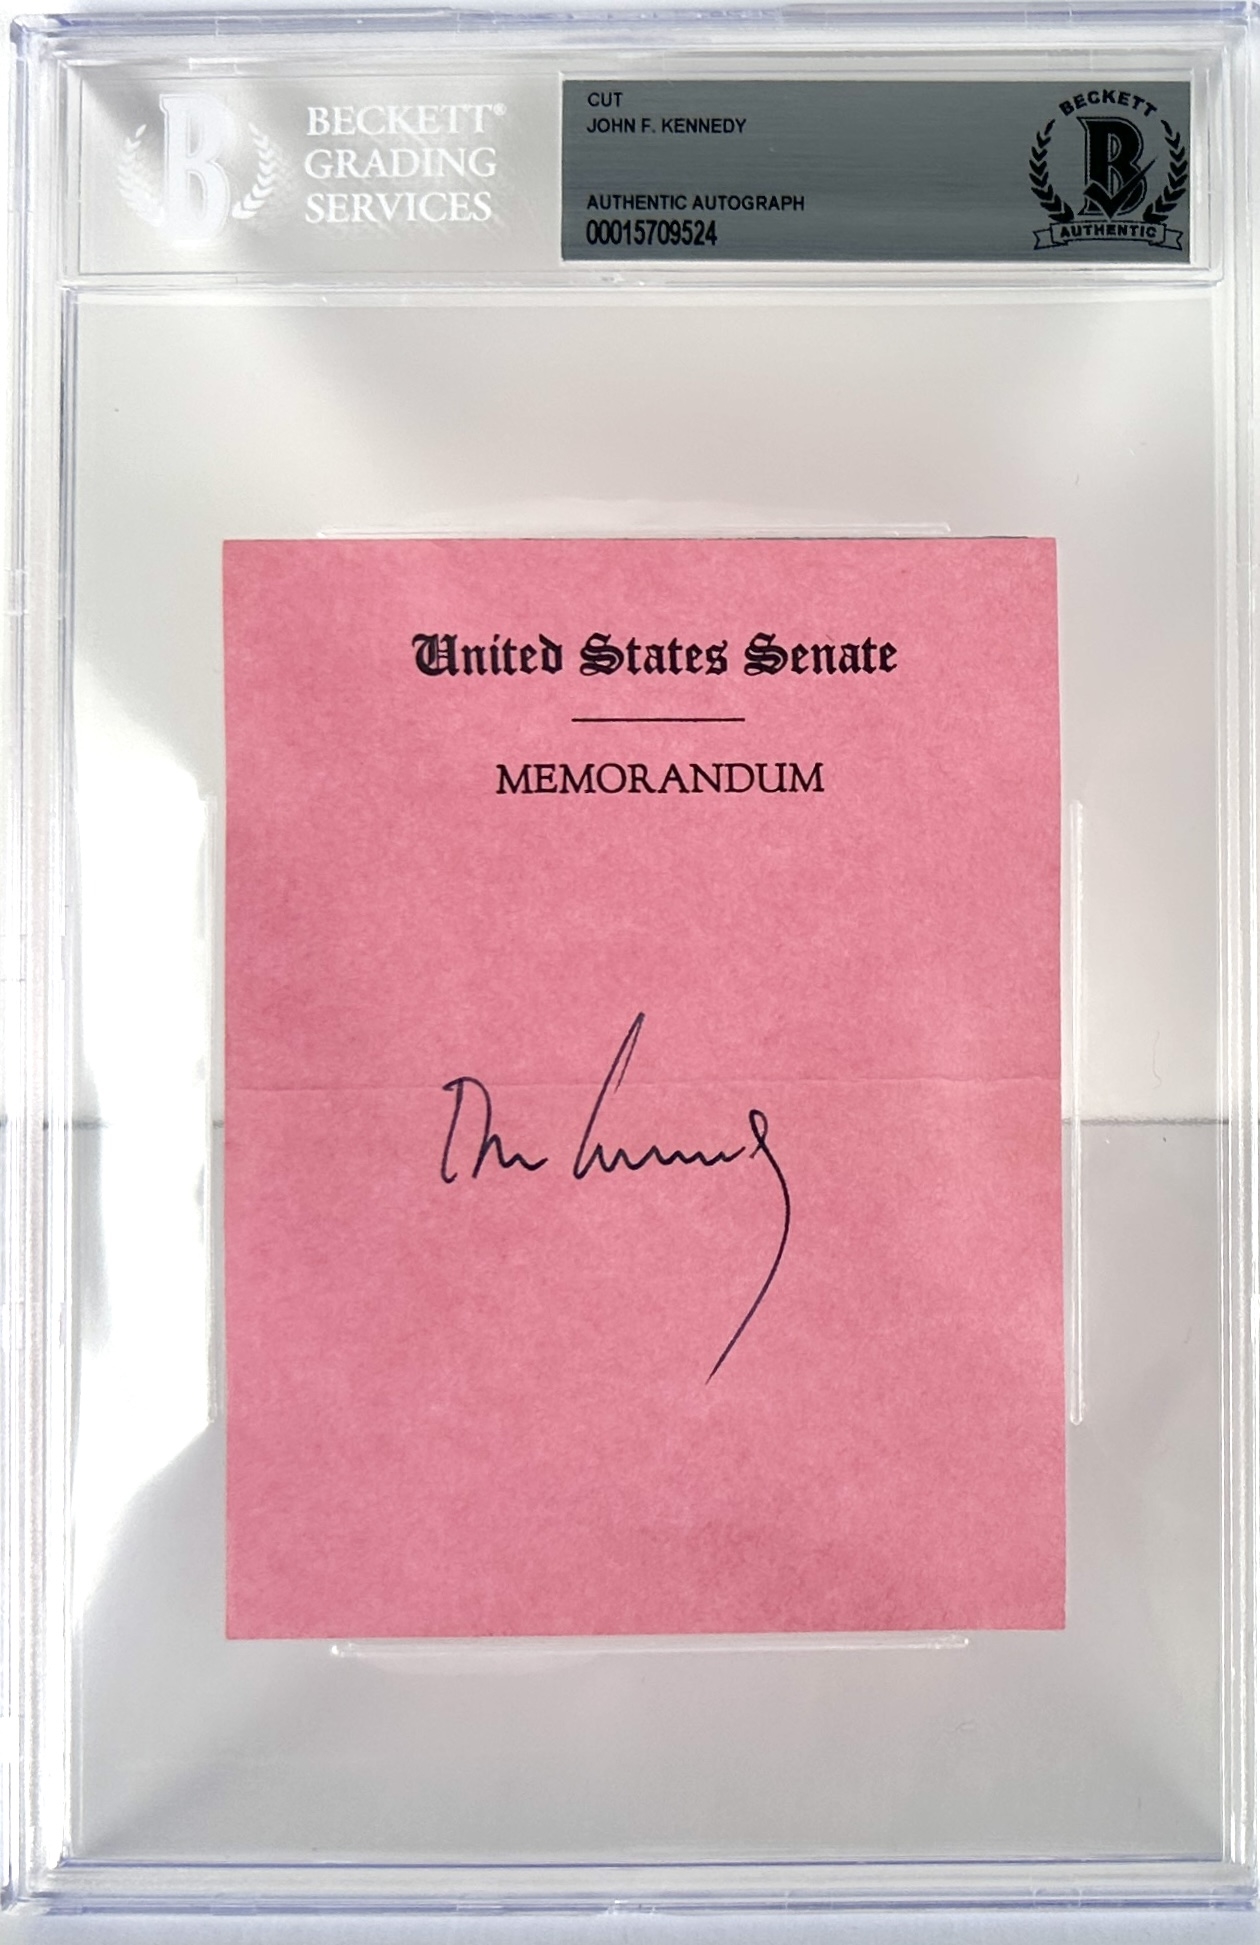 BECKETT®
GRADING
SERVICES
CUT
JOHN F. KENNEDY
AUTHENTIC AUTOGRAPH
00015709524
BECKETT
B
AUTHENTIC
B
United States Senate
MEMORANDUM